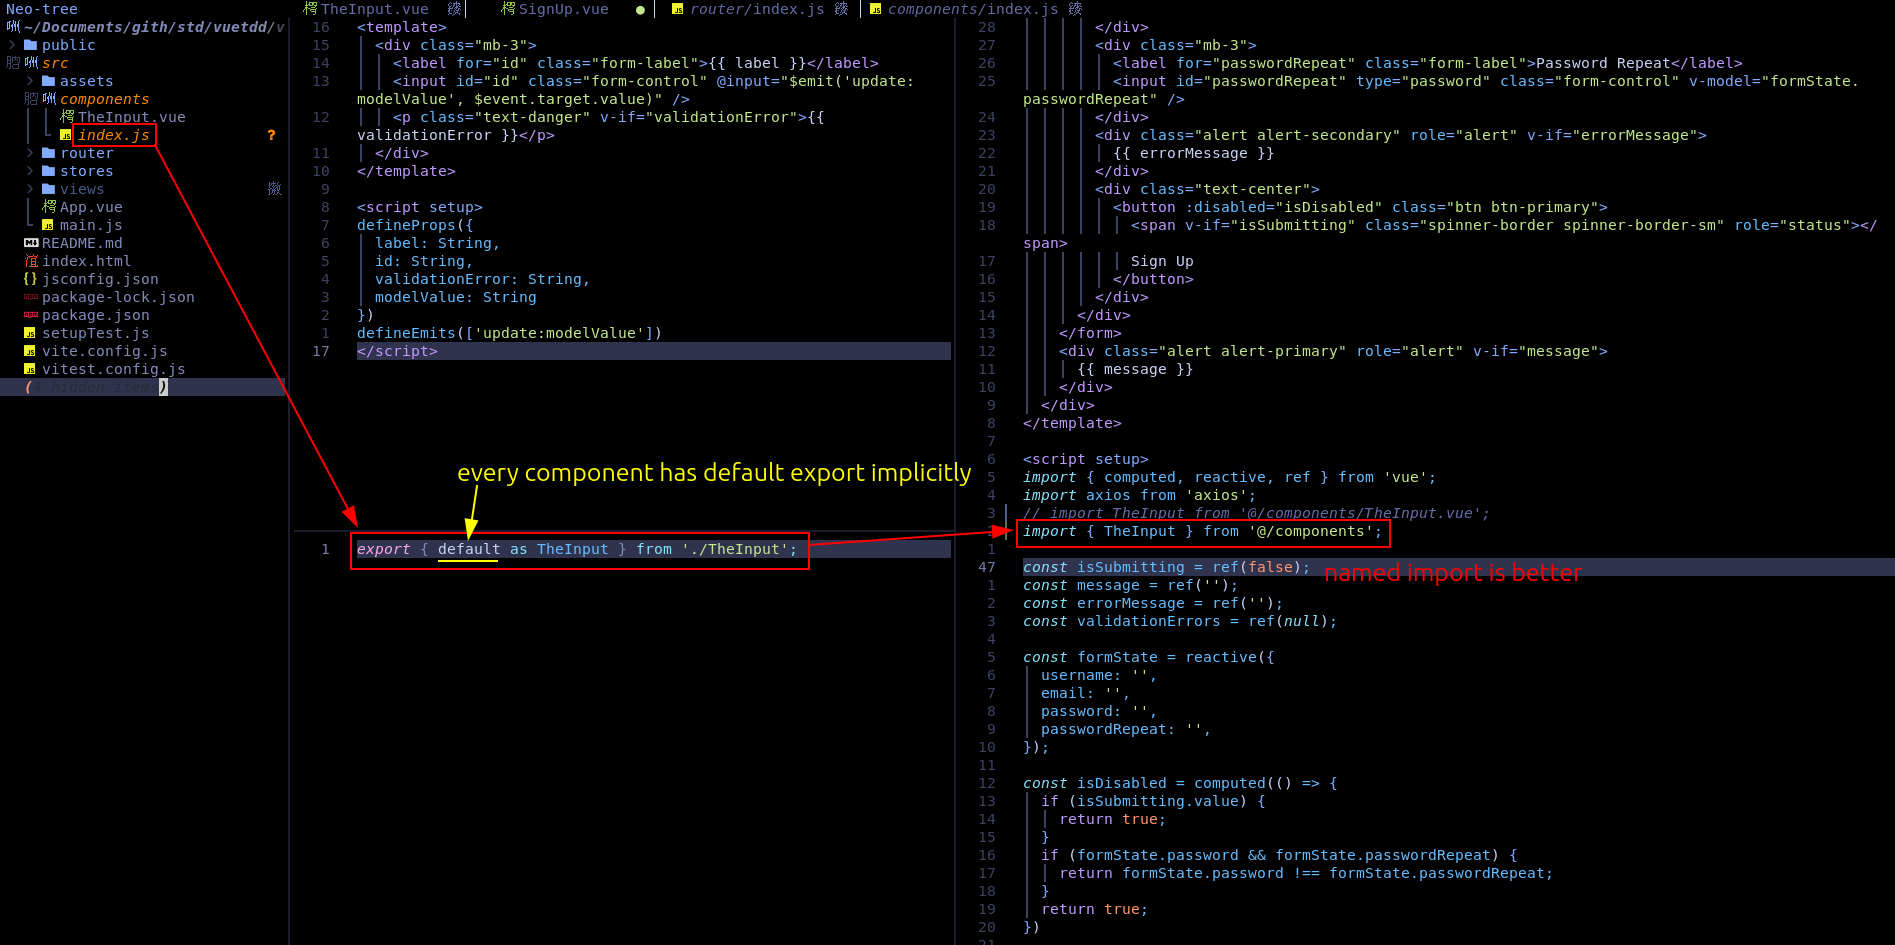 Neo-tree
~/Documents/gith/std/vuetdd/v
public
src
assets
components
TheInput.vue
index.js ?
router
stores
views
App.vue
main.js
README.md
index.html
jsconfig.json
package-lock.json
package.json
setupTest.js
vite.config.js
vitest.config.js
(4 hidden items)
TheInput.vue SignUp.vue ● router/index.js components/index.js
16 <template>
15 <div class="mb-3">
14 <label for="id" class="form-label">{{ label }}</label>
13 <input id="id" class="form-control" @input="$emit('update:
modelValue', $event.target.value)" />
12 <p class="text-danger" v-if="validationError">{{
validationError }}</p>
11 </div>
10 </template>
9
8 <script setup>
7 defineProps({
6 label: String,
5 id: String,
4 validationError: String,
3 modelValue: String
2 })
1 defineEmits(['update:modelValue'])
17 </script>
every component has default export implicitly
1 export { default as TheInput } from './TheInput';
28 </div>
27 <div class="mb-3">
26 <label for="passwordRepeat" class="form-label">Password Repeat</label>
25 <input id="passwordRepeat" type="password" class="form-control" v-model="formState.
passwordRepeat" />
24 </div>
23 <div class="alert alert-secondary" role="alert" v-if="errorMessage">
22 {{ errorMessage }}
21 </div>
20 <div class="text-center">
19 <button :disabled="isDisabled" class="btn btn-primary">
18 <span v-if="isSubmitting" class="spinner-border spinner-border-sm" role="status"></
span>
17 Sign Up
16 </button>
15 </div>
14 </div>
13 </form>
12 <div class="alert alert-primary" role="alert" v-if="message">
11 {{ message }}
10 </div>
9 </div>
8 </template>
7
6 <script setup>
5 import { computed, reactive, ref } from 'vue';
4 import axios from 'axios';
3 // import TheInput from '@/components/TheInput.vue';
import { TheInput } from '@/components';
1
47 const isSubmitting = ref(false);
named import is better
1 const message = ref('');
2 const errorMessage = ref('');
3 const validationErrors = ref(null);
4
5 const formState = reactive({
6 username: '',
7 email: '',
8 password: '',
9 passwordRepeat: '',
10 });
11
12 const isDisabled = computed(() => {
13 if (isSubmitting.value) {
14 return true;
15 }
16 if (formState.password && formState.passwordRepeat) {
17 return formState.password !== formState.passwordRepeat;
18 }
19 return true;
20 })